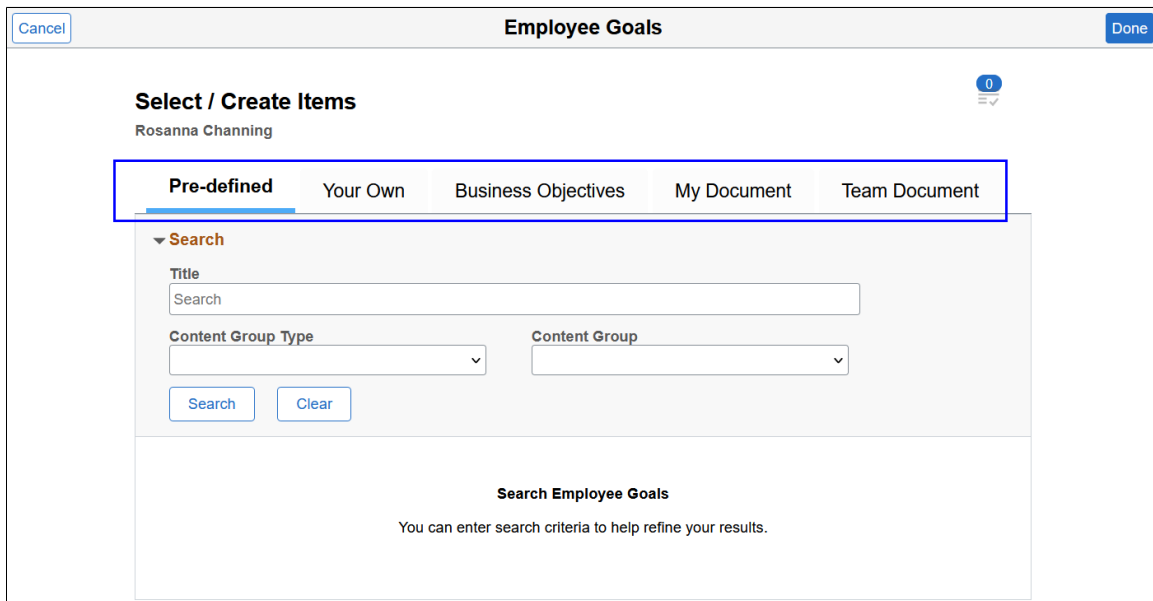 Cancel Employee Goals Done
0
Select / Create Items
Rosanna Channing
Pre-defined Your Own Business Objectives My Document Team Document
Search
Title
Search
Content Group Type Content Group
Search Clear
Search Employee Goals
You can enter search criteria to help refine your results.